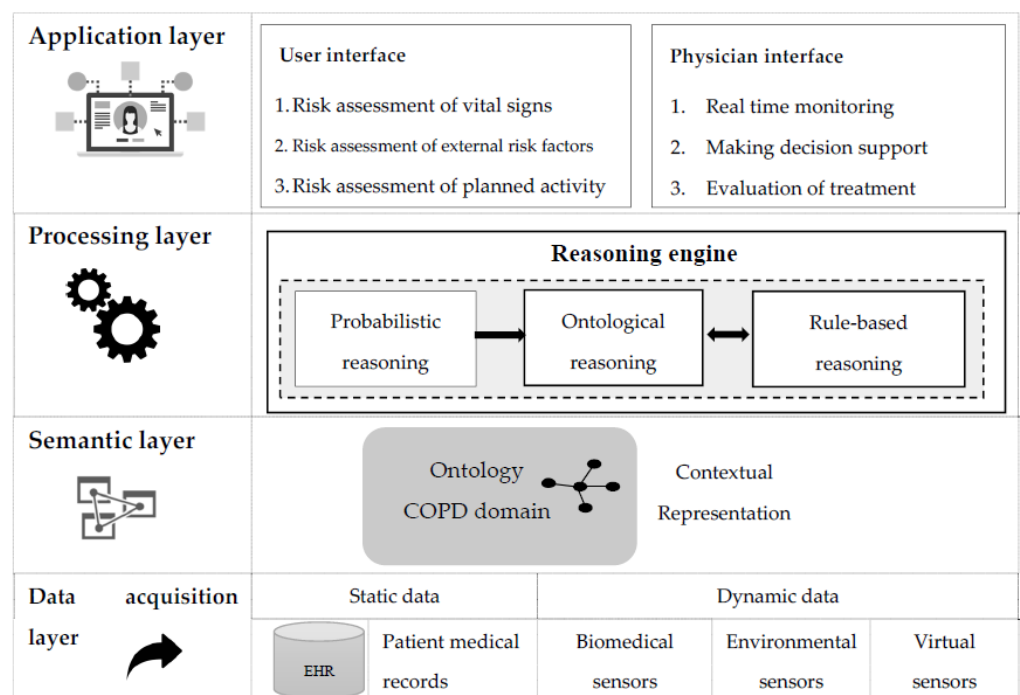 Application layer
User interface
1. Risk assessment of vital signs
2. Risk assessment of external risk factors
3. Risk assessment of planned activity
Physician interface
1. Real time monitoring
2. Making decision support
3. Evaluation of treatment
Processing layer
Reasoning engine
Probabilistic
reasoning
Ontological
reasoning
Rule-based
reasoning
Semantic layer
Ontology
COPD domain
Contextual
Representation
Data acquisition
layer
Static data
Dynamic data
EHR
Patient medical
records
Biomedical
sensors
Environmental
sensors
Virtual
sensors